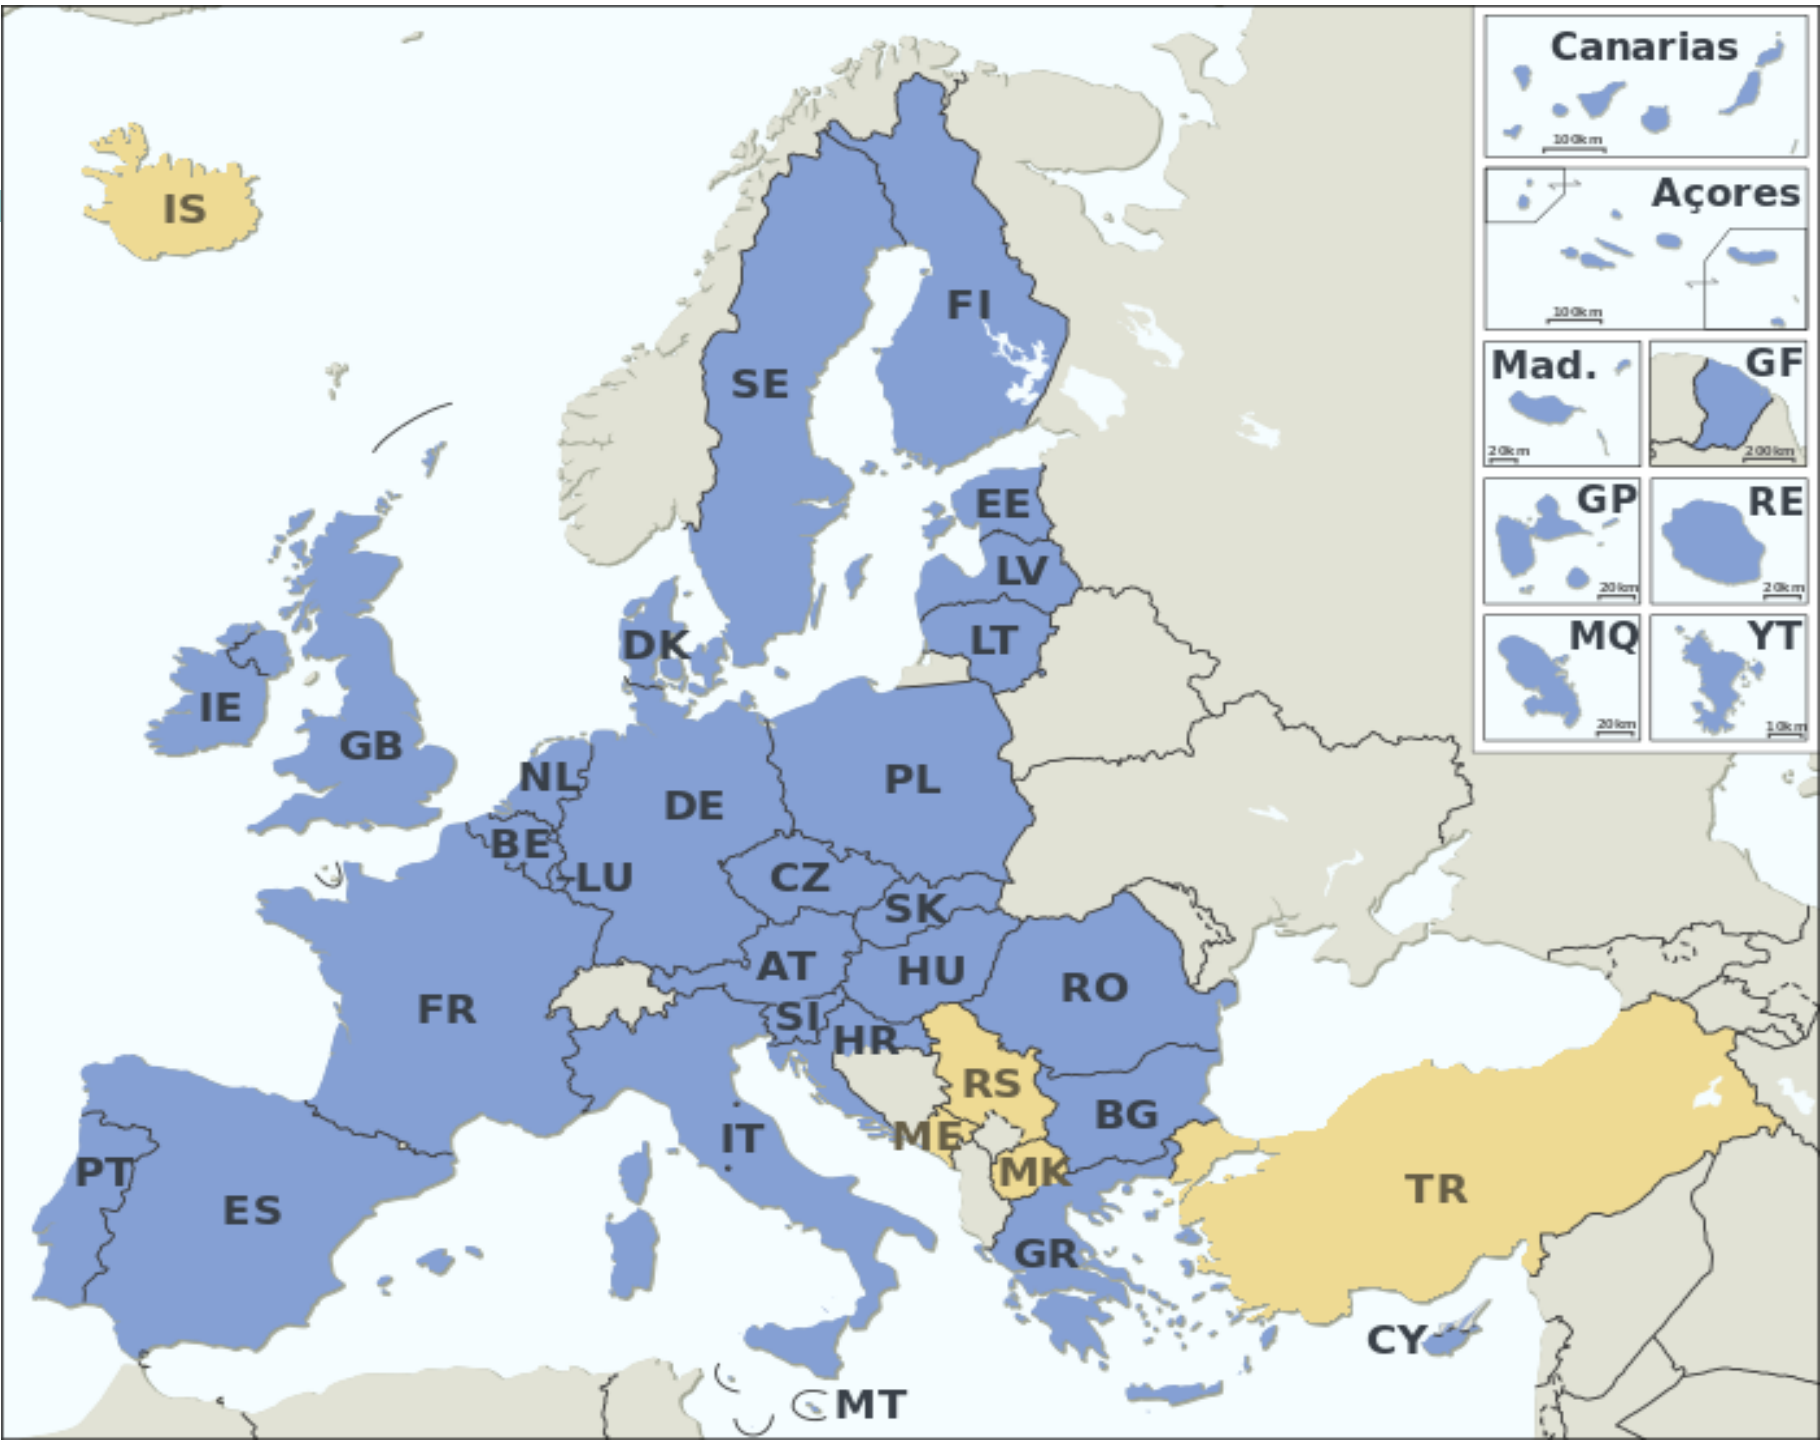 Canarias
100km
Açores
100km
Mad.
20km
GF
200km
GP
20km
RE
20km
MQ
20km
YT
10km
IS
FI
SE
EE
LV
LT
DK
IE
GB
NL
DE
PL
BE
LU
CZ
SK
AT
HU
RO
FR
SI
HR
RS
BG
ME
IT
MK
PT
ES
TR
GR
CY
MT